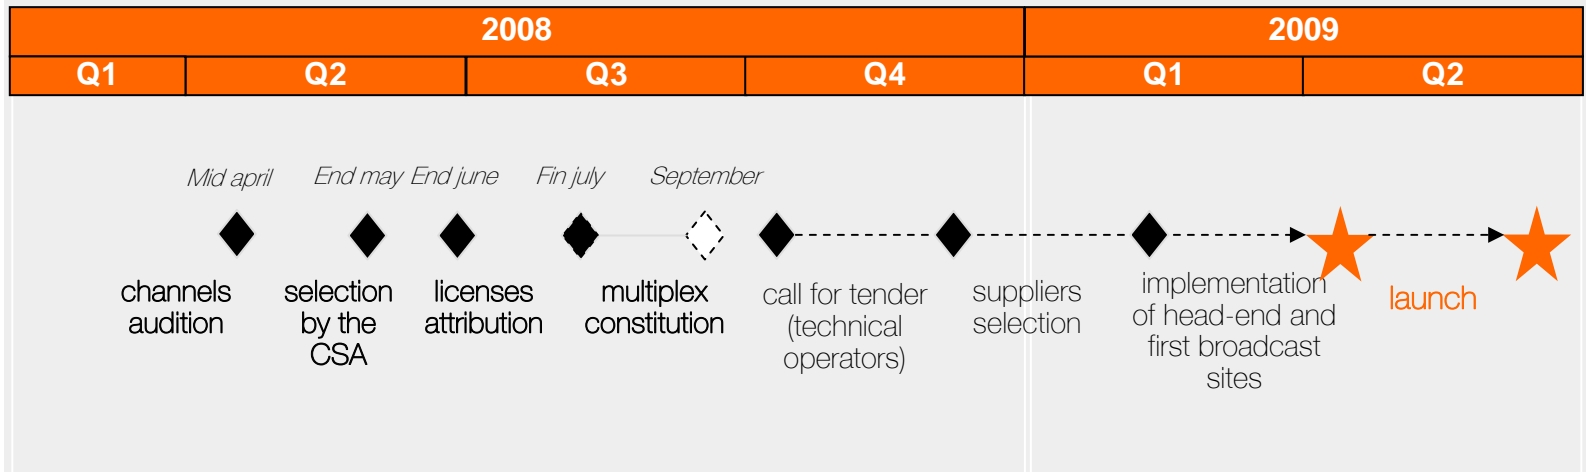 2008 2009
Q1 Q2 Q3 Q4 Q1 Q2
Mid april End may End june Fin july September
channels
audition
selection
by the
CSA
licenses
attribution
multiplex
constitution
call for tender
(technical
operators)
suppliers
selection
implementation
of head-end and
first broadcast
sites
launch